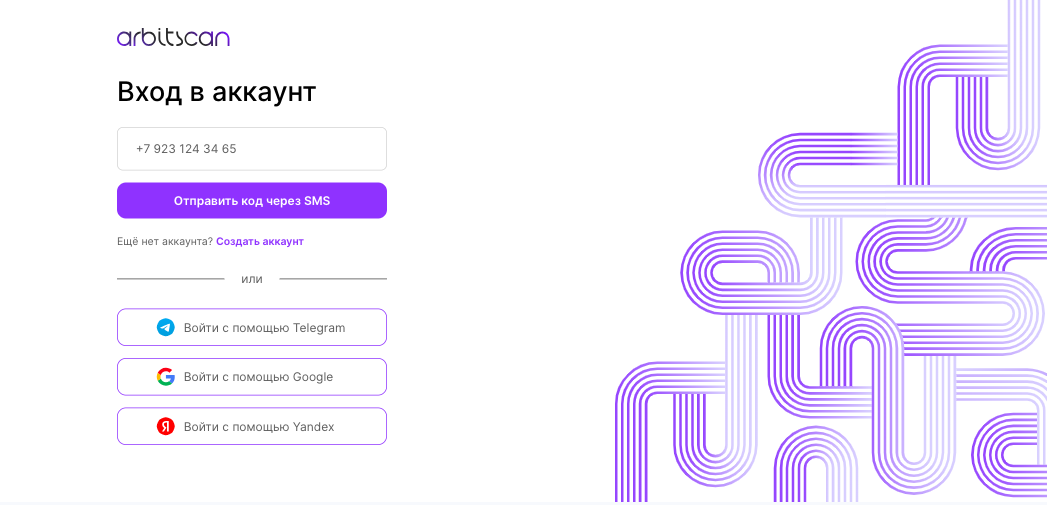 arbitscan
Вход в аккаунт
+7 923 124 34 65
Отправить код через SMS
Ещё нет аккаунта? Создать аккаунт
или
Войти с помощью Telegram
Войти с помощью Google
Я Войти с помощью Yandex